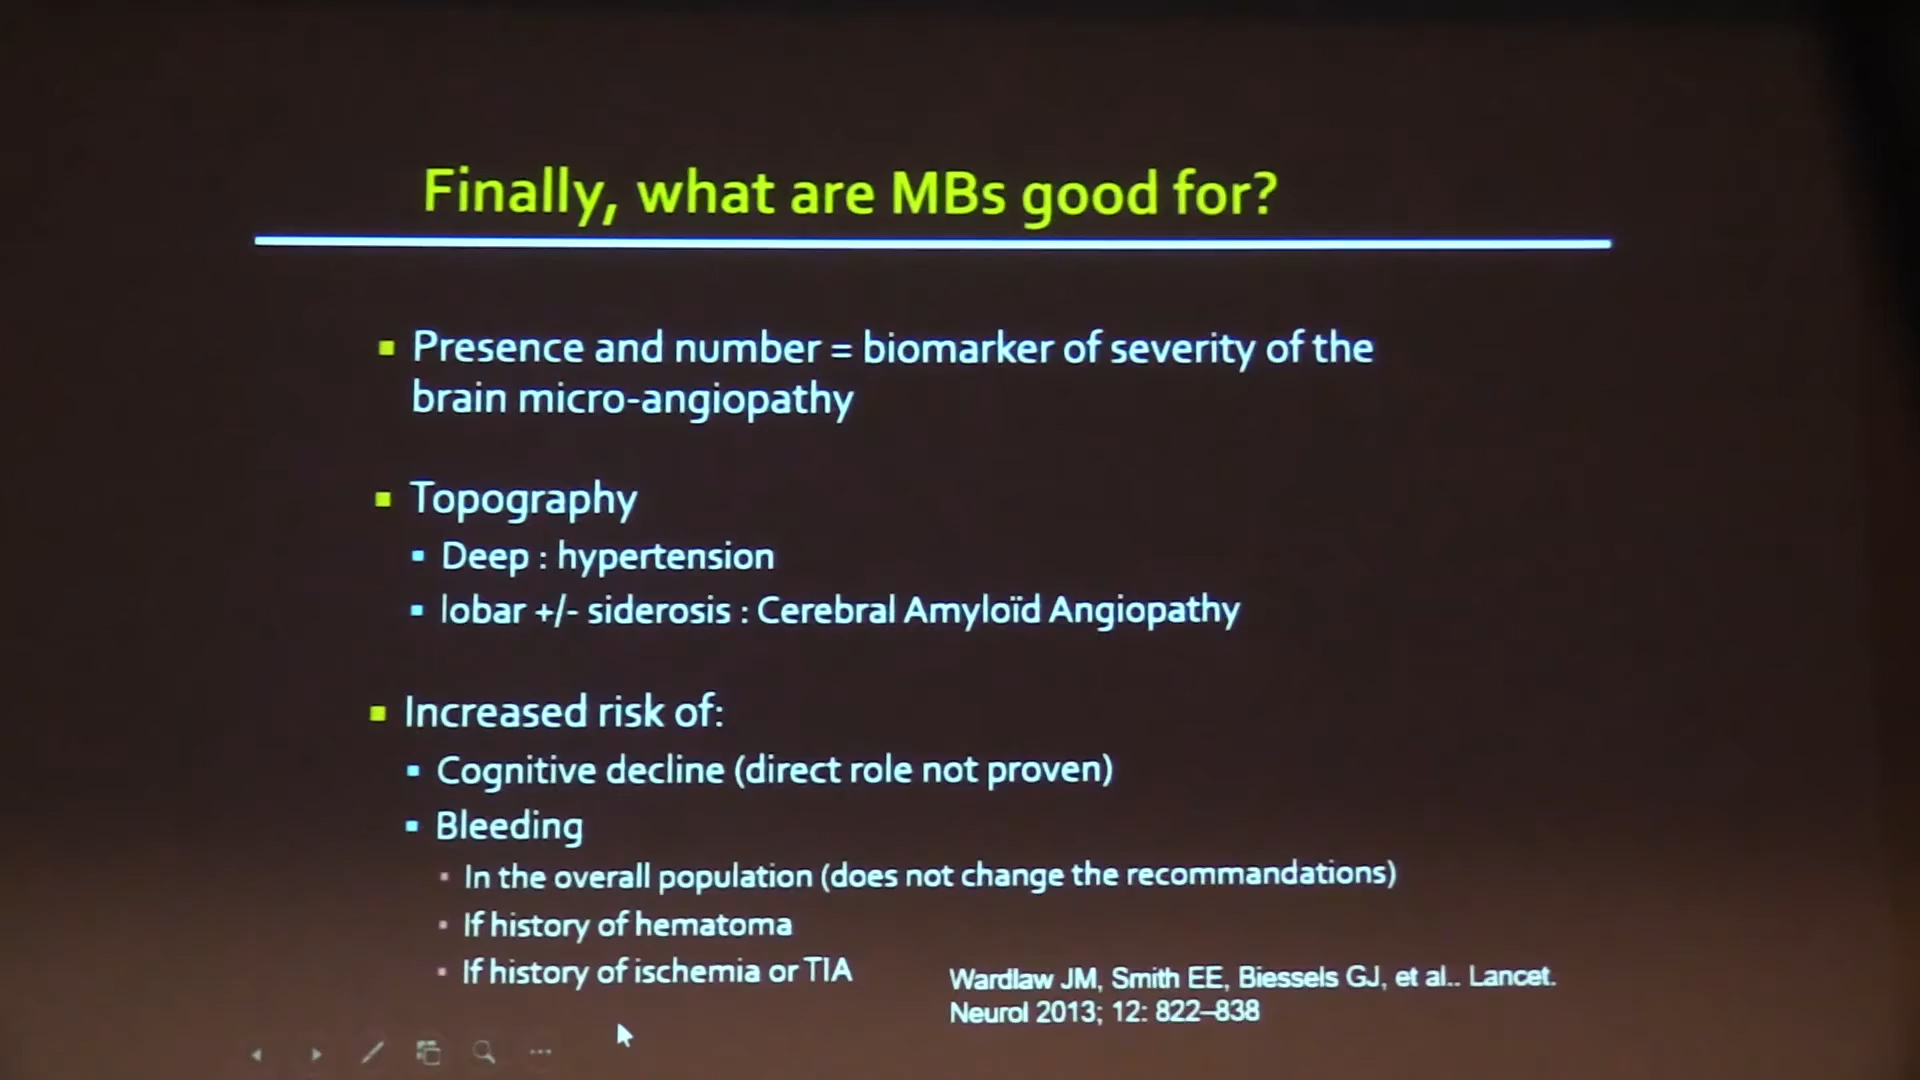 Finally, what are MBs good for?
Presence and number = biomarker of severity of the
brain micro-angiopathy
Topography
Deep : hypertension
lobar +/- siderosis : Cerebral Amyloïd Angiopathy
Increased risk of:
Cognitive decline (direct role not proven)
Bleeding
In the overall population (does not change the recommandations)
If history of hematoma
If history of ischemia or TIA
Wardlaw JM, Smith EE, Biessels GJ, et al.. Lancet.
Neurol 2013; 12: 822–838